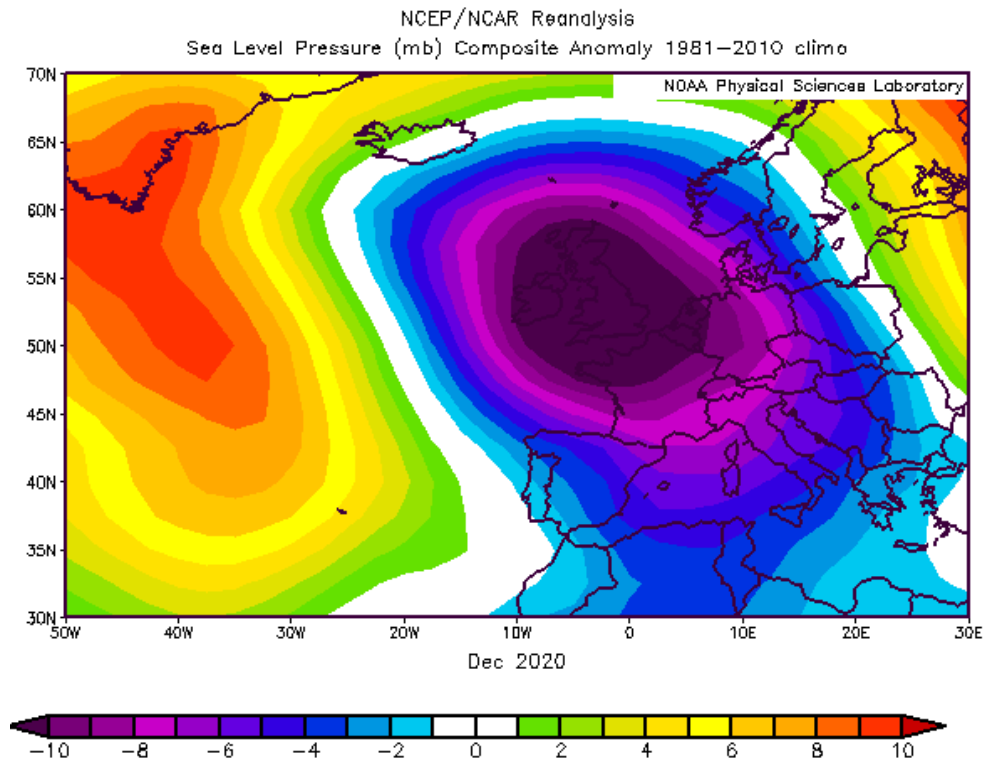 NCEP/NCAR Reanalysis
Sea Level Pressure (mb) Composite Anomaly 1981-2010 climo
70N
NOAA Physical Sciences Laboratory
65N
60N
55N
50N
45N
40N
35N
30N
50W 40W 30W 20W 10W 0 10E 20E 30E
Dec 2020
-10 -8 -6 -4 -2 0 2 4 6 8 10